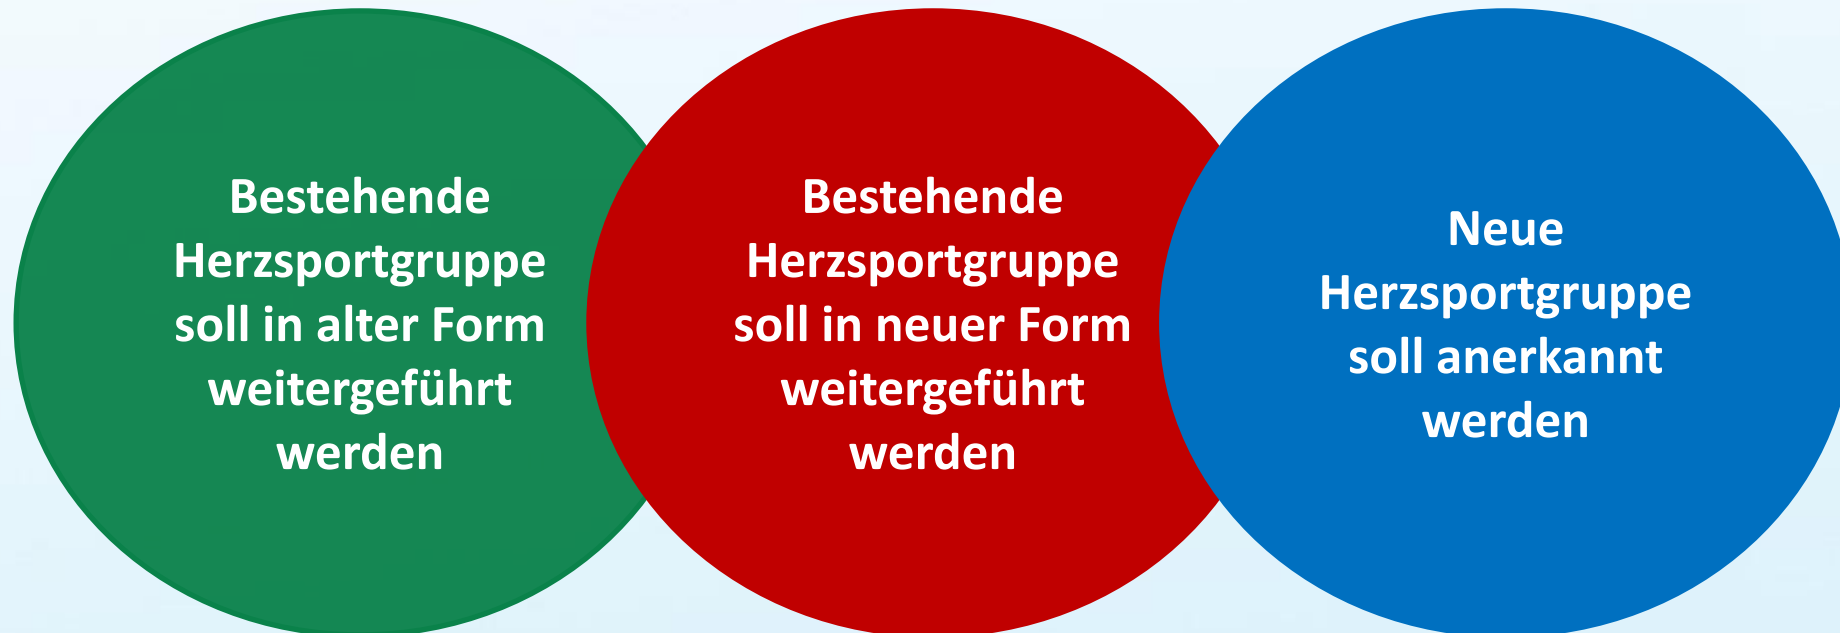 Bestehende
Herzsportgruppe
soll in alter Form
weitergeführt
werden
Bestehende
Herzsportgruppe
soll in neuer Form
weitergeführt
werden
Neue
Herzsportgruppe
soll anerkannt
werden